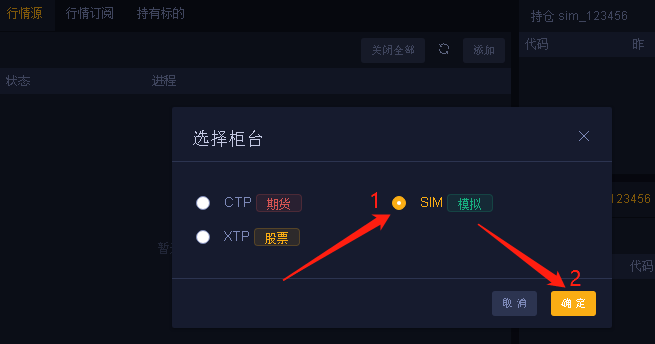 行情源 行情订阅 持有标的
持仓 sim_123456
关闭全部 添加
代码 昨
状态 进程
选择柜台
CTP 期货 1 SIM 模拟
123456
XTP 股票
暂
代码
2
取消 确定